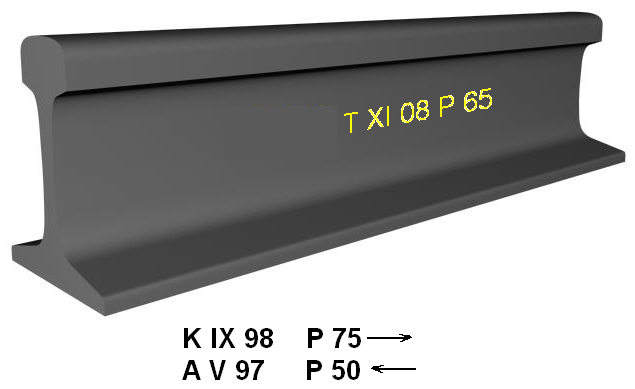 T XI 08 P 65
K IX 98 P 75 →
A V 97 P 50 ←